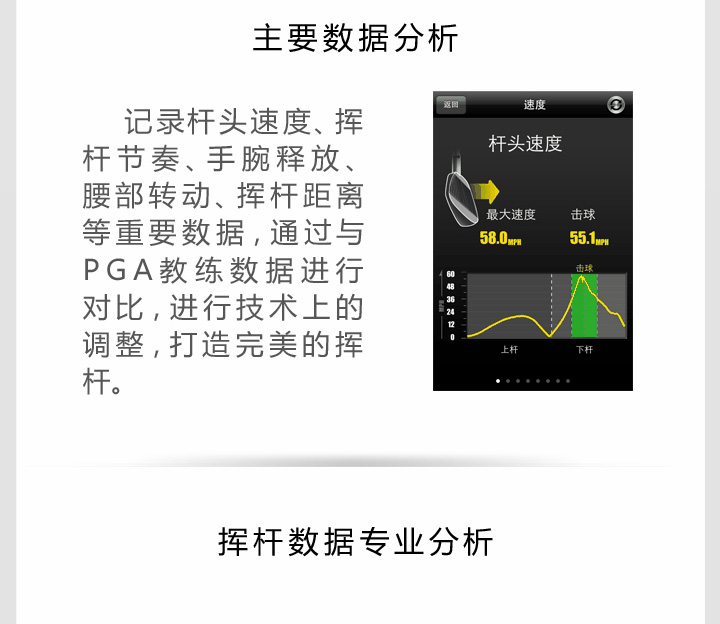 主要数据分析
记录杆头速度、挥
杆节奏、手腕释放、
腰部转动、挥杆距离
等重要数据，通过与
PGA教练数据进行
对比，进行技术上的
调整，打造完美的挥
杆。
返回 速度
杆头速度
最大速度 击球
58.0MPH 55.1MPH
击球
60
48
36
24
12
0
MPH
上杆 下杆
挥杆数据专业分析